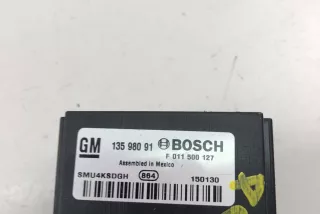 GM 135 980 91 BOSCH
F 011 500 127
Assembled in Mexico
SMU4KSDGH 864 150130